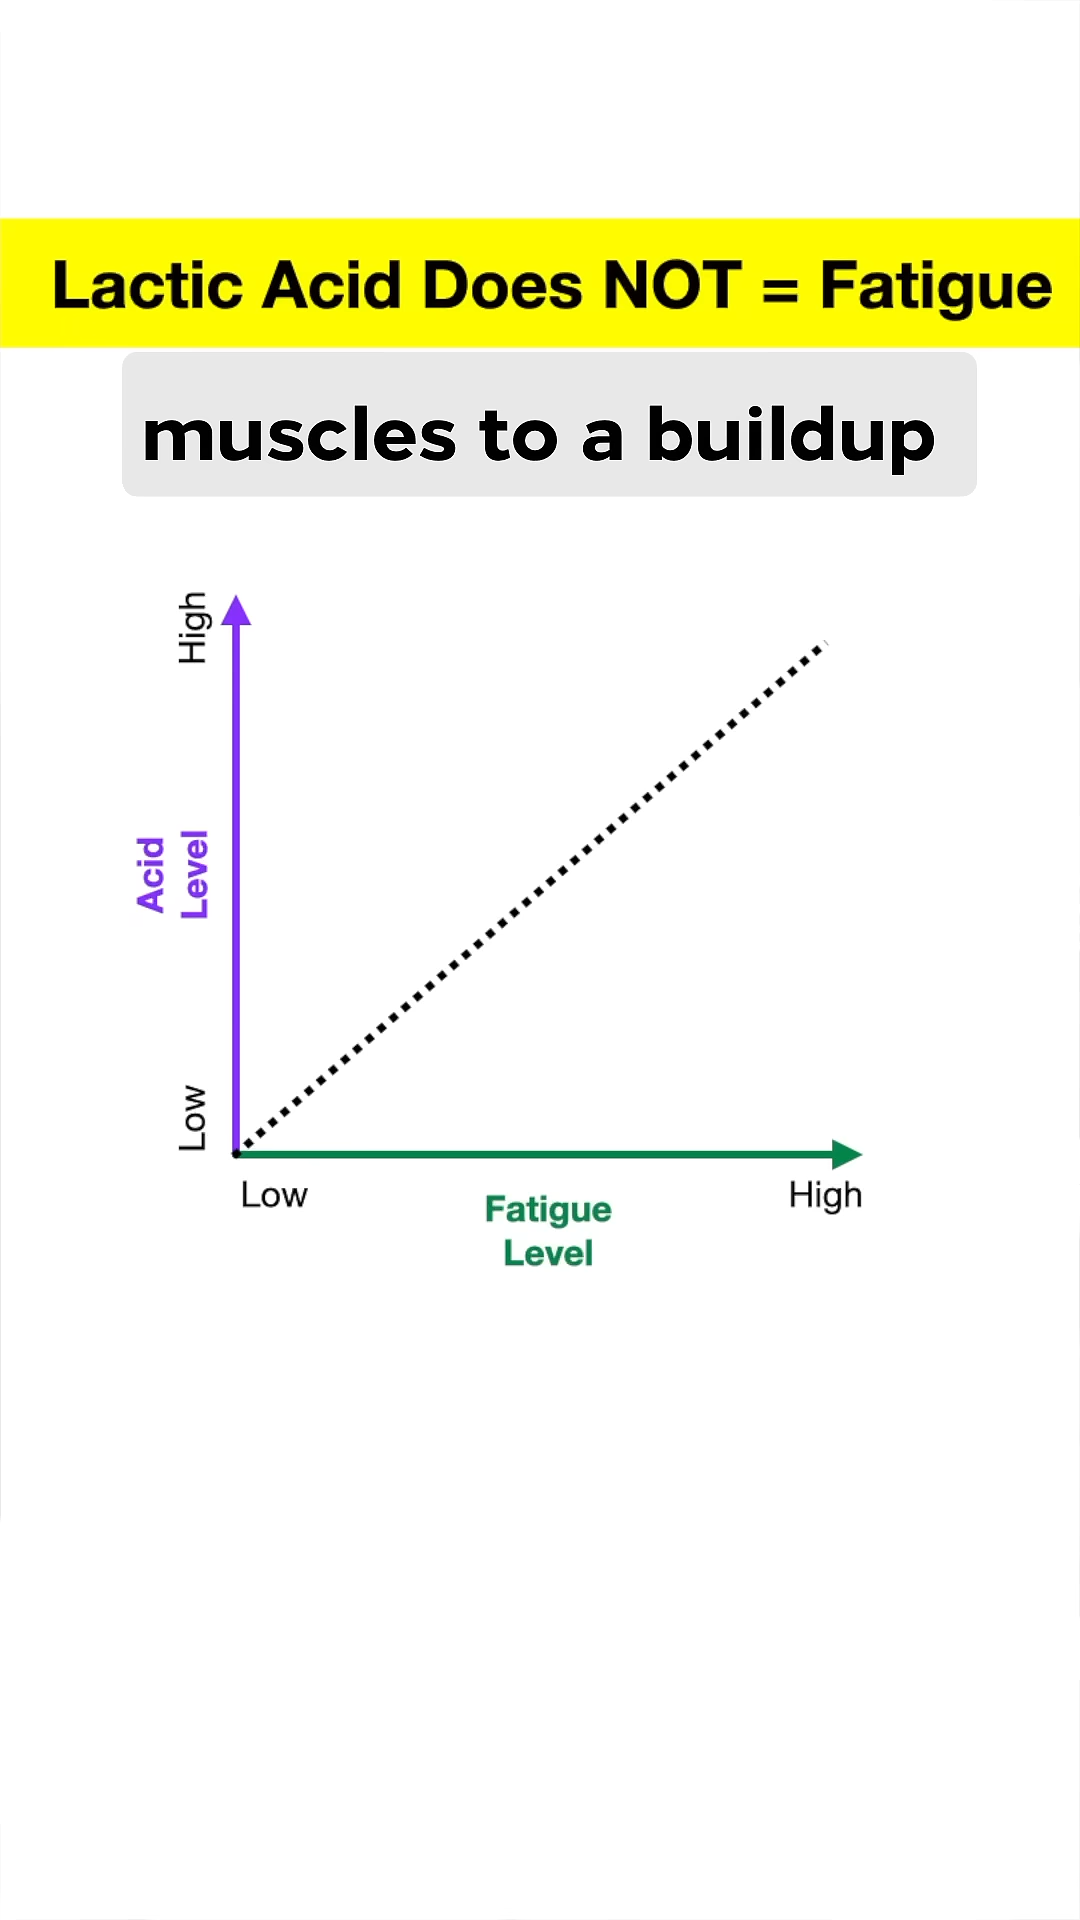 Lactic Acid Does NOT = Fatigue
muscles to a buildup
High
Acid
Level
Low
Low
High
Fatigue
Level